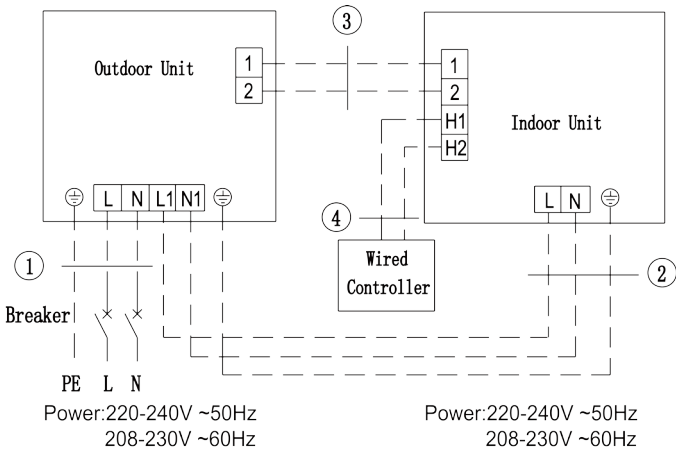 3
Outdoor Unit
1
2
1
2
H1
H2
Indoor Unit
L N L1 N1
L N
4
1
Wired
Controller
2
Breaker
PE L N
Power:220-240V ~50Hz
208-230V ~60Hz
Power:220-240V ~50Hz
208-230V ~60Hz